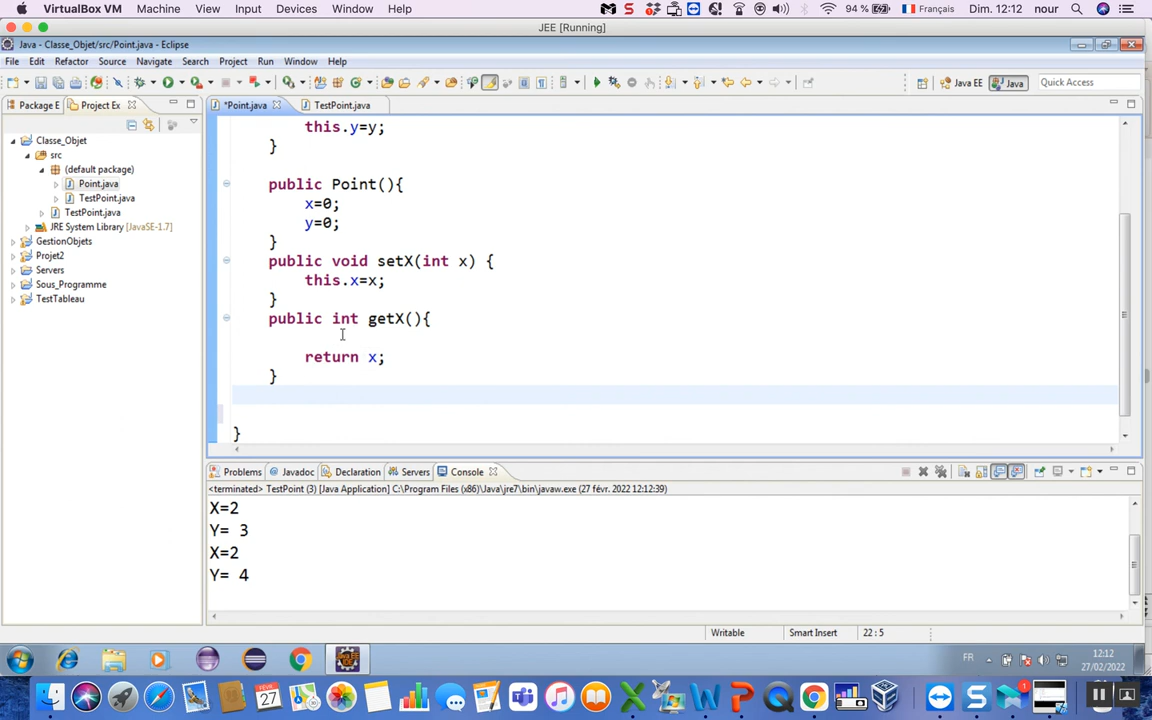 VirtualBox VM Machine View Input Devices Window Help 94 % Français Dim. 12:12 nour
JEE [Running]
Java - Classe_Objet/src/Point.java - Eclipse
File Edit Refactor Source Navigate Search Project Run Window Help
Java EE Java Quick Access
Package E Project Ex *Point.java TestPoint.java
Classe_Objet
src
(default package)
Point.java
TestPoint.java
TestPoint.java
JRE System Library [JavaSE-1.7]
GestionObjets
Projet2
Servers
Sous_Programme
TestTableau
this.y=y;
}
public Point(){
x=0;
y=0;
}
public void setX(int x) {
this.x=x;
}
public int getX(){
return x;
}
}
Problems Javadoc Declaration Servers Console
<terminated> TestPoint (3) [Java Application] C:\Program Files (x86)\Java\jre7\bin\javaw.exe (27 févr. 2022 12:12:39)
X=2
Y= 3
X=2
Y= 4
Writable Smart Insert 22 : 5
FR 12:12
27/02/2022